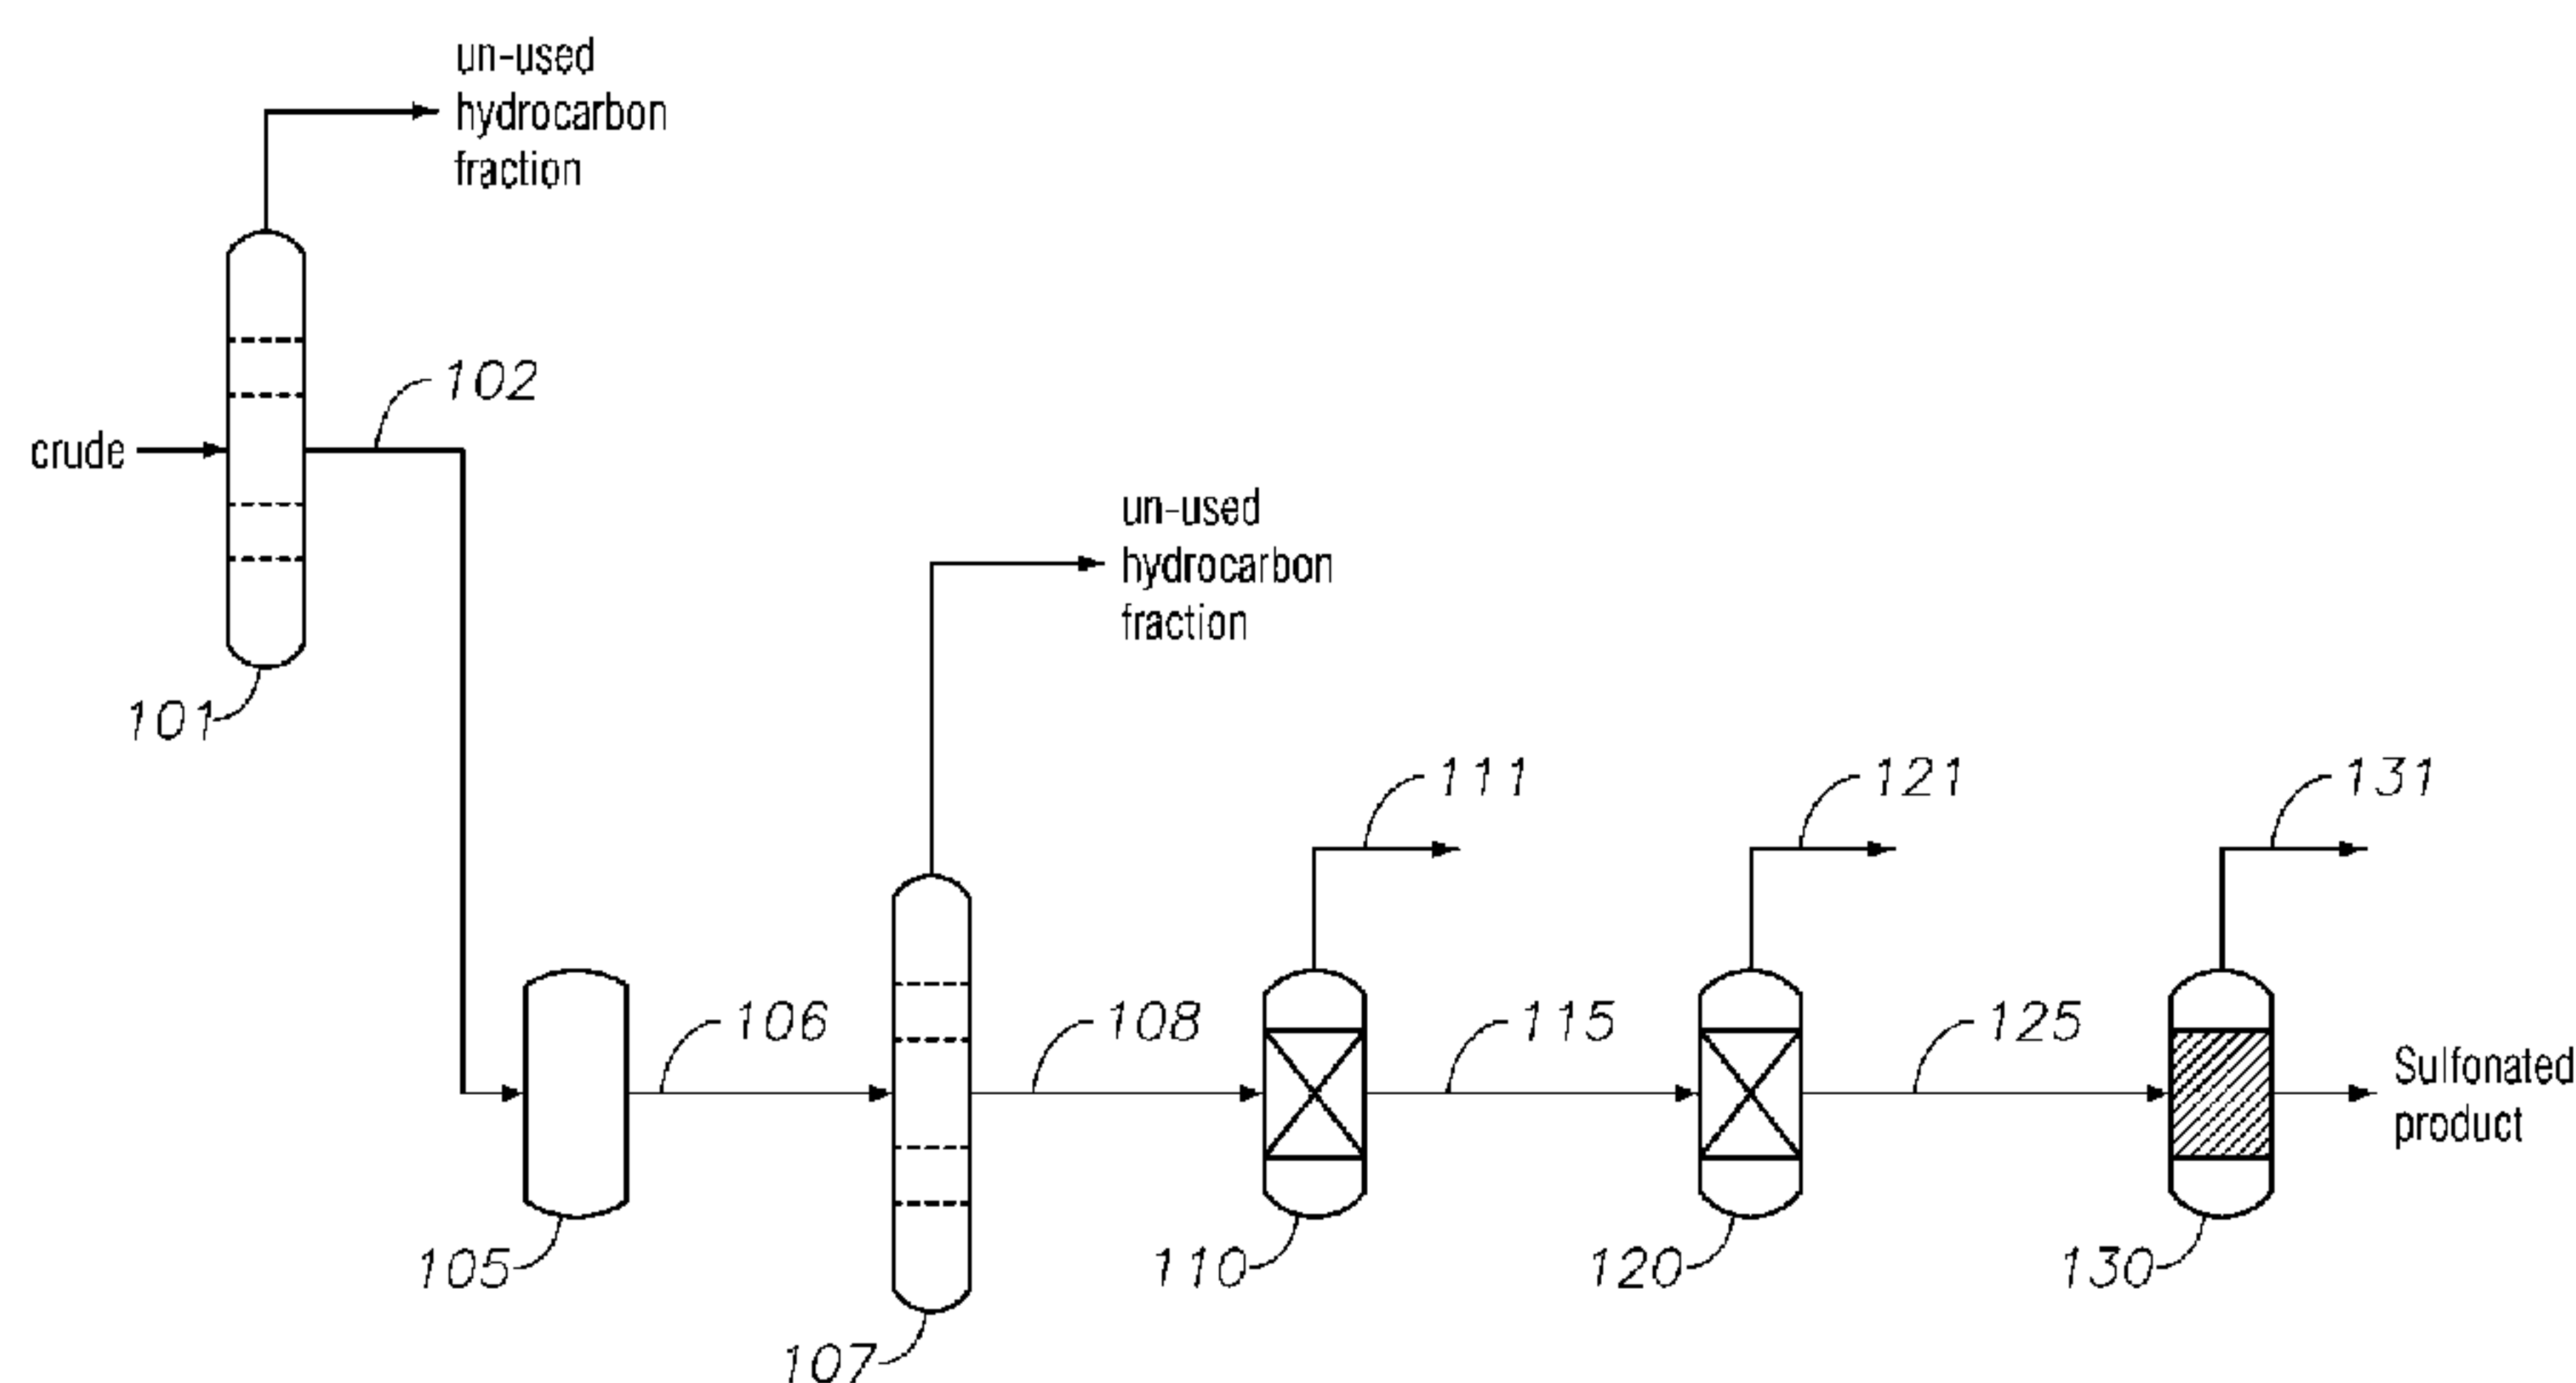 un-used
hydrocarbon
fraction
102
crude
un-used
hydrocarbon
fraction
101
111
121
131
106
108
115
125
Sulfonated
product
105
110
120
130
107